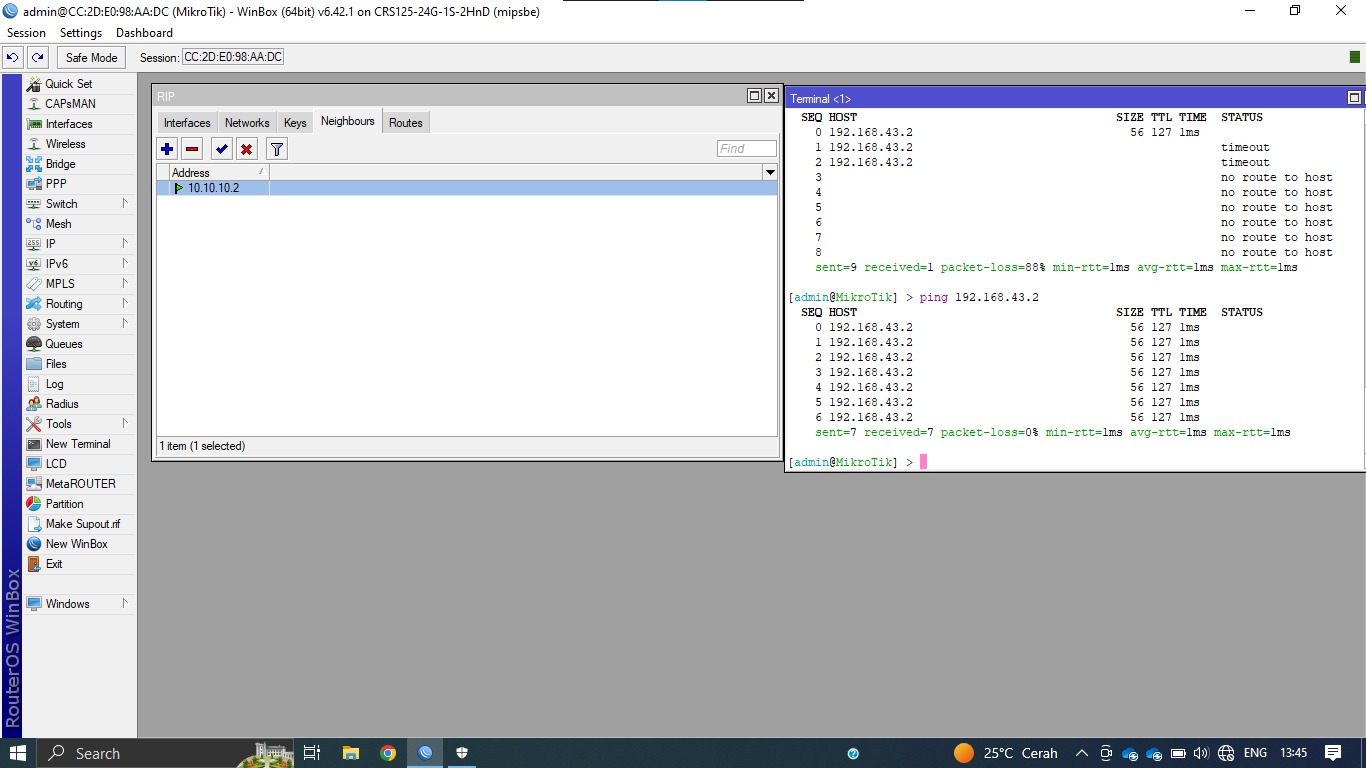 admin@CC:2D:E0:98:AA:DC (MikroTik) - WinBox (64bit) v6.42.1 on CRS125-24G-1S-2HnD (mipsbe)
Session Settings Dashboard
Safe Mode Session: CC:2D:E0:98:AA:DC
Quick Set
CAPsMAN
Interfaces
Wireless
Bridge
PPP
Switch
Mesh
IP
IPv6
MPLS
Routing
System
Queues
Files
Log
Radius
Tools
New Terminal
LCD
MetaROUTER
Partition
Make Supout.rif
New WinBox
Exit
Windows
RouterOS WinBox
RIP
Interfaces Networks Keys Neighbours Routes
Find
Address
10.10.10.2
1 item (1 selected)
Terminal <1>
SEQ HOST SIZE TTL TIME STATUS
0 192.168.43.2 56 127 1ms
1 192.168.43.2 timeout
2 192.168.43.2 timeout
3 no route to host
4 no route to host
5 no route to host
6 no route to host
7 no route to host
8 no route to host
sent=9 received=1 packet-loss=88% min-rtt=1ms avg-rtt=1ms max-rtt=1ms
[admin@MikroTik] > ping 192.168.43.2
SEQ HOST SIZE TTL TIME STATUS
0 192.168.43.2 56 127 1ms
1 192.168.43.2 56 127 1ms
2 192.168.43.2 56 127 1ms
3 192.168.43.2 56 127 1ms
4 192.168.43.2 56 127 1ms
5 192.168.43.2 56 127 1ms
6 192.168.43.2 56 127 1ms
sent=7 received=7 packet-loss=0% min-rtt=1ms avg-rtt=1ms max-rtt=1ms
[admin@MikroTik] >
Search 25°C Cerah ENG 13:45